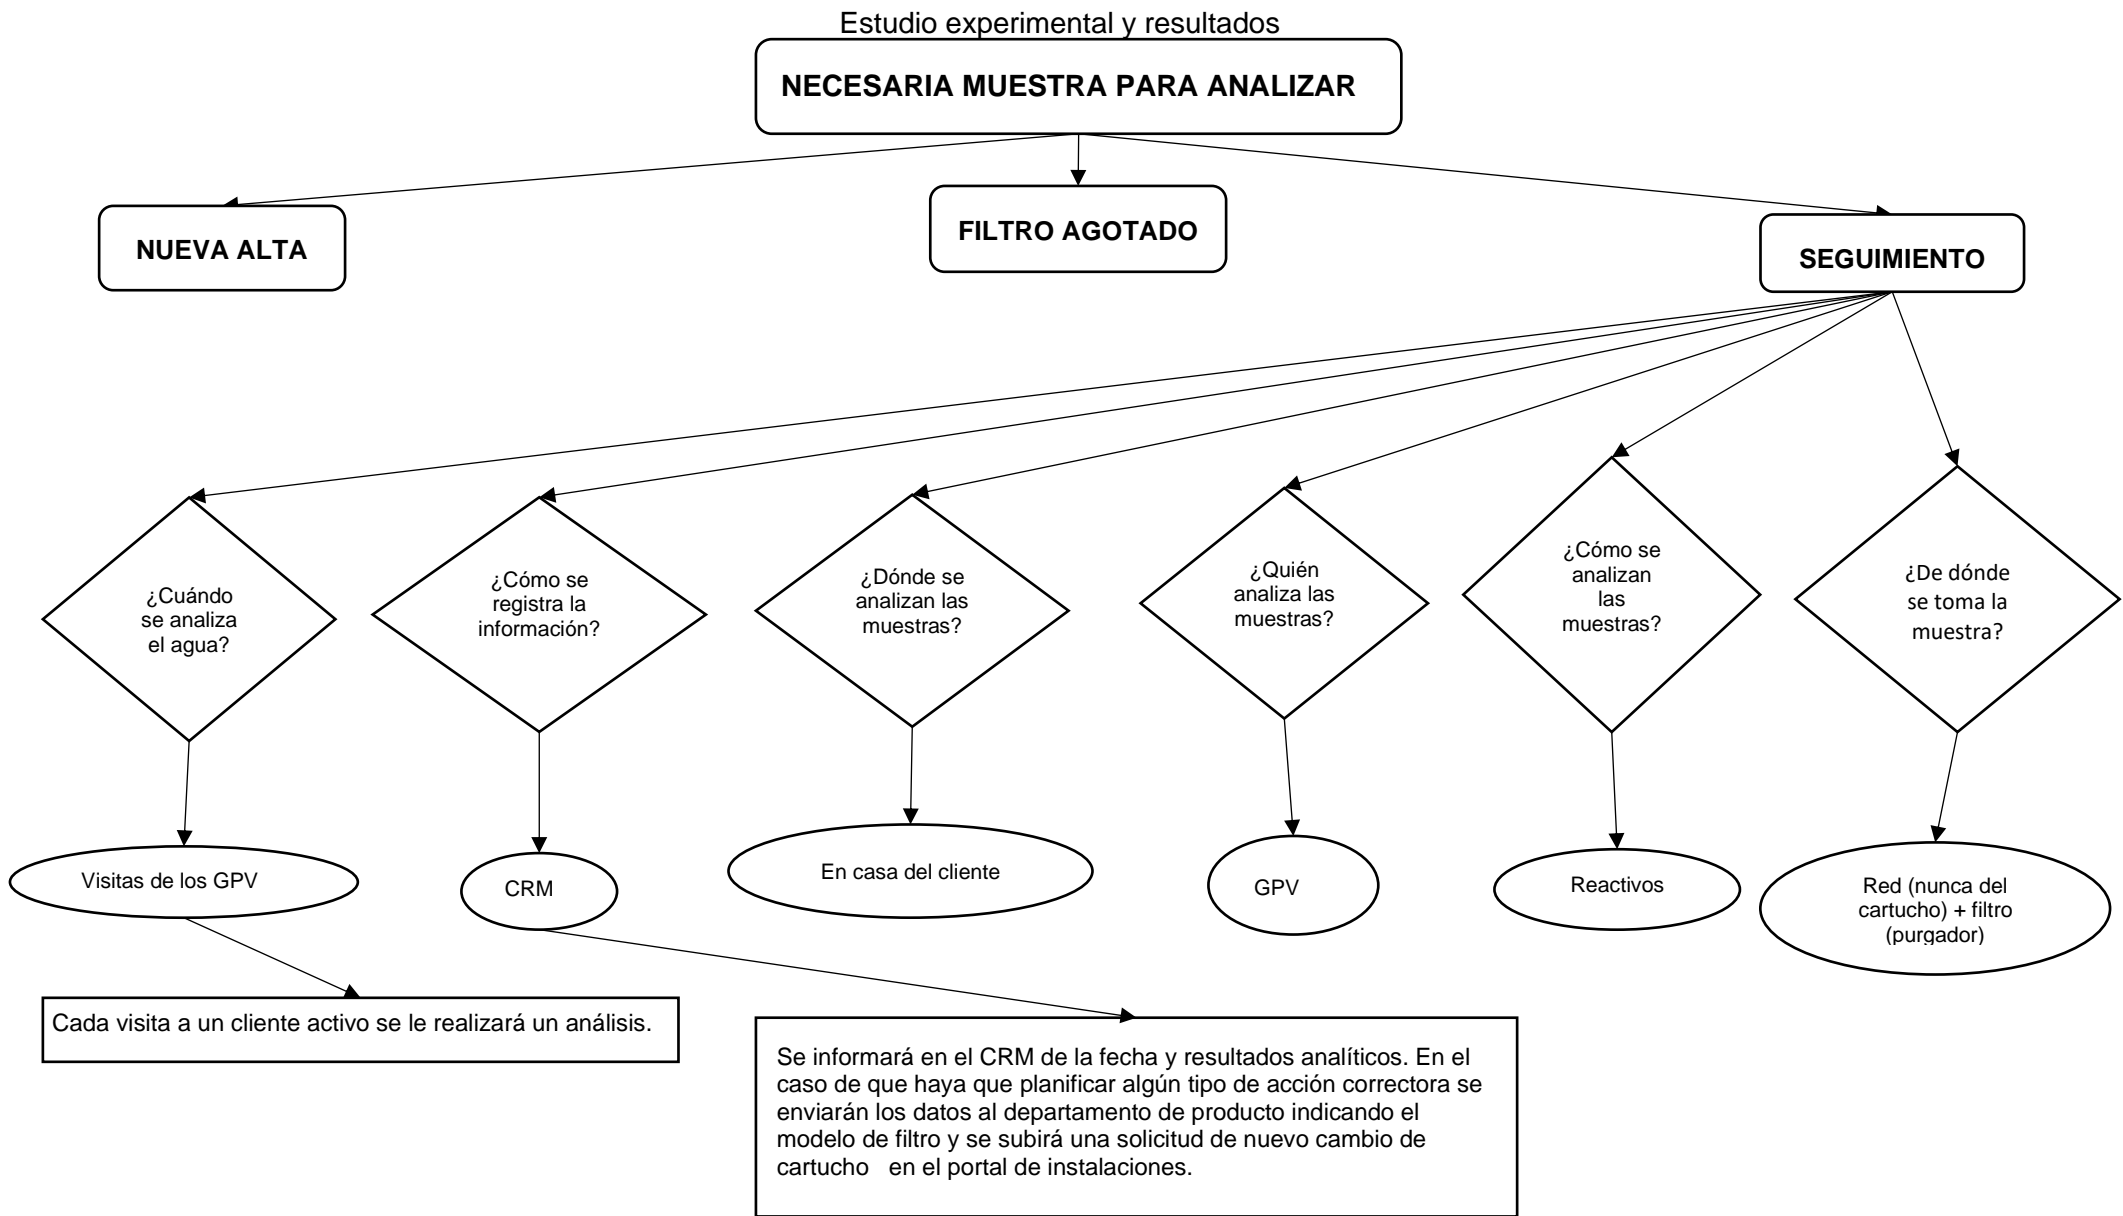 Estudio experimental y resultados
NECESARIA MUESTRA PARA ANALIZAR
NUEVA ALTA
FILTRO AGOTADO
SEGUIMIENTO
¿Cuándo
se analiza
el agua?
¿Cómo se
registra la
información?
¿Dónde se
analizan las
muestras?
¿Quién
analiza las
muestras?
¿Cómo se
analizan
las
muestras?
¿De dónde
se toma la
muestra?
Visitas de los GPV
CRM
En casa del cliente
GPV
Reactivos
Red (nunca del
cartucho) + filtro
(purgador)
Cada visita a un cliente activo se le realizará un análisis.
Se informará en el CRM de la fecha y resultados analíticos. En el
caso de que haya que planificar algún tipo de acción correctora se
enviarán los datos al departamento de producto indicando el
modelo de filtro y se subirá una solicitud de nuevo cambio de
cartucho   en el portal de instalaciones.